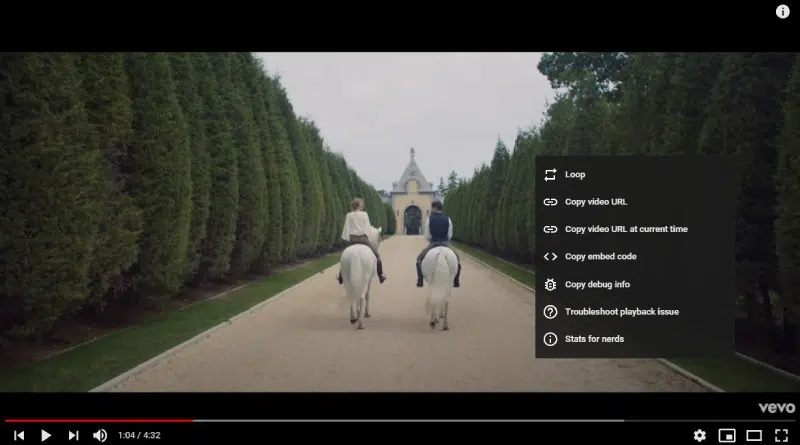 Loop
Copy video URL
Copy video URL at current time
Copy embed code
Copy debug info
Troubleshoot playback issue
Stats for nerds
vevo
1:04 / 4:32